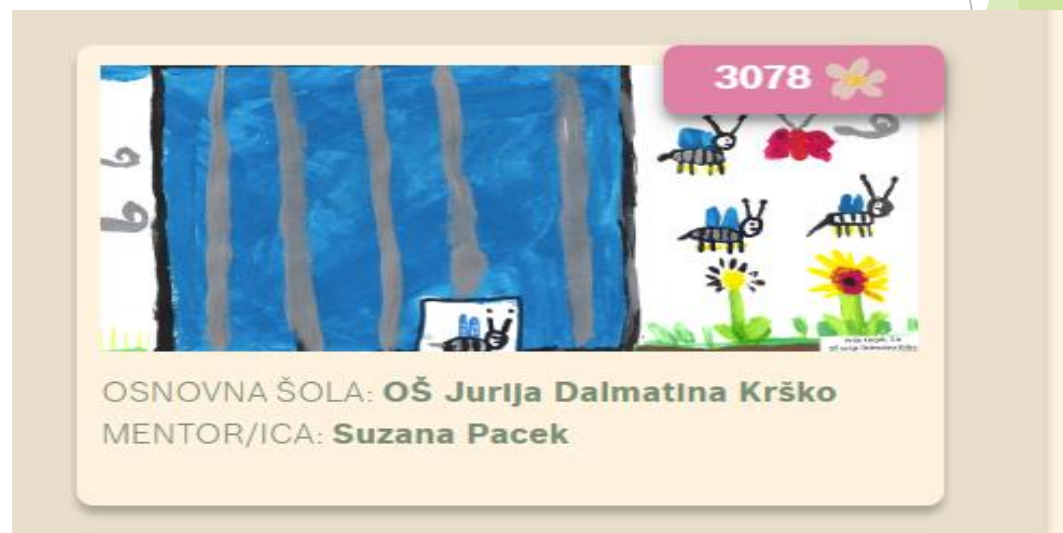 3078
OSNOVNA ŠOLA: OŠ Jurija Dalmatina Krško
MENTOR/ICA: Suzana Pacek